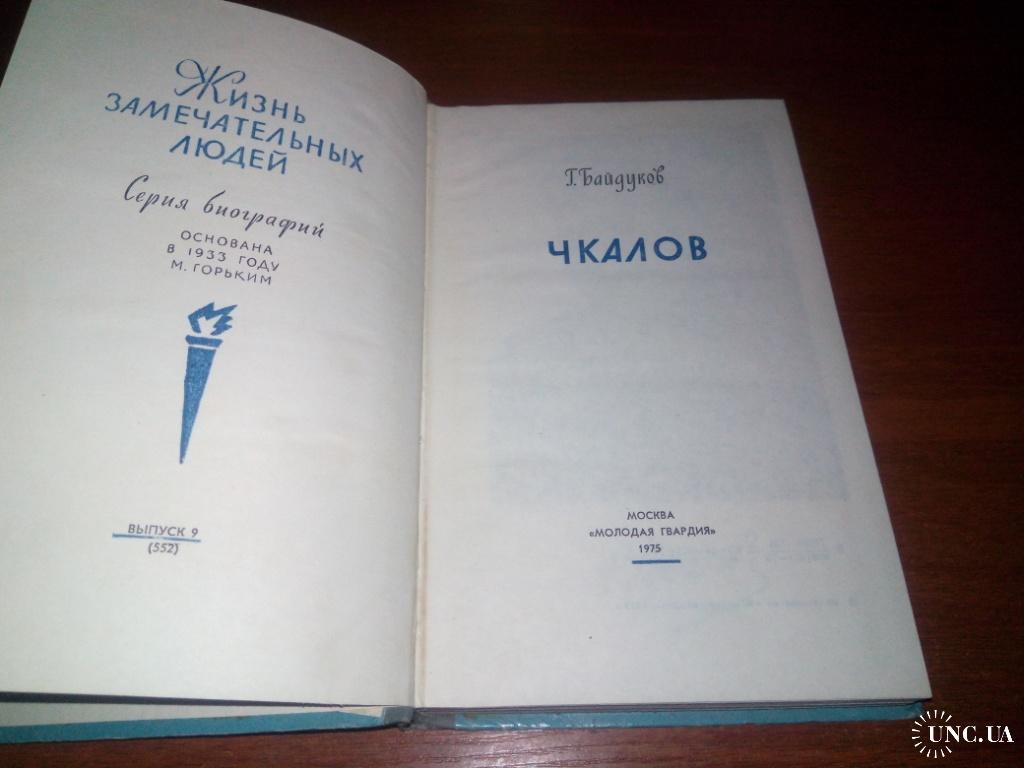 Жизнь
ЗАМЕЧАТЕЛЬНЫХ
ЛЮДЕЙ
Серия биографий
ОСНОВАНА
В 1933 ГОДУ
М. ГОРЬКИМ
ВЫПУСК 9
(552)
Г. Байдуков
ЧКАЛОВ
МОСКВА
«МОЛОДАЯ ГВАРДИЯ»
1975
UNC.UA